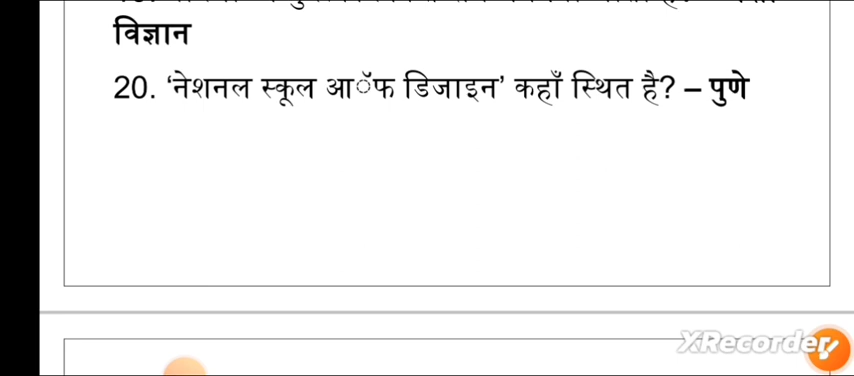 विज्ञान
20. ‘नेशनल स्कूल आॅफ डिजाइन’ कहाँ स्थित है? – पुणे
XRecorder